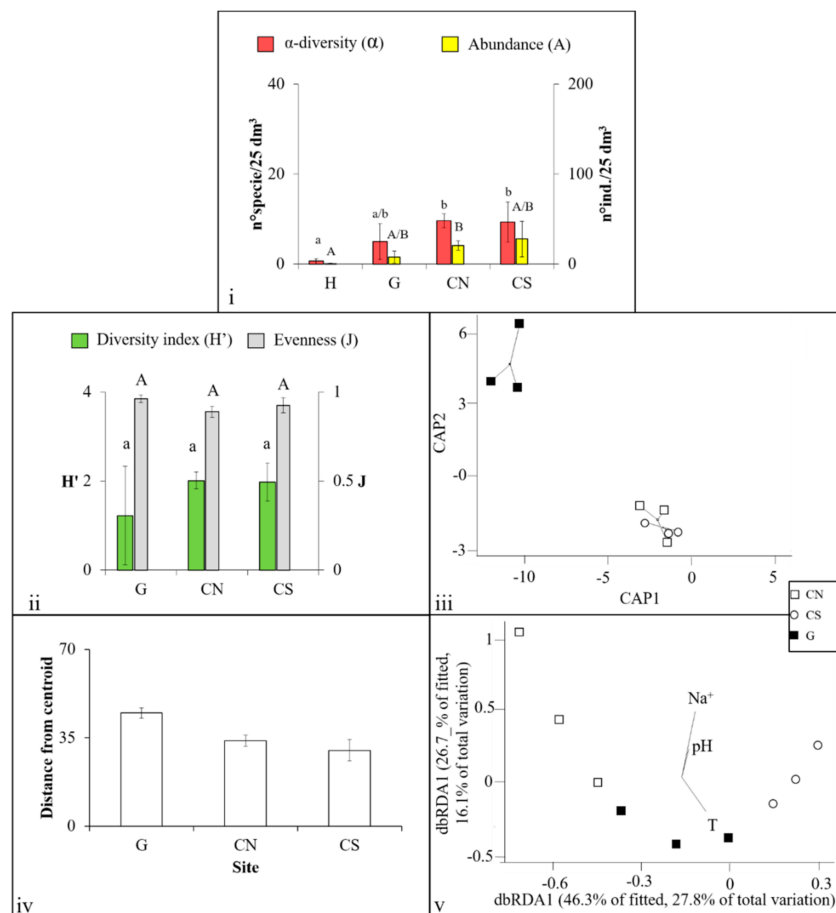 α-diversity (α)
Abundance (A)
40
20
0
n°specie/25 dm³
200
100
0
n°ind./25 dm³
a
A
a/b
A/B
b
B
b
A/B
H
G
CN
CS
i
Diversity index (H’)
Evenness (J)
4
2
0
H'
1
0.5
0
J
a
A
a
A
a
A
G
CN
CS
ii
6
3
-0
-3
CAP2
-10
-5
0
5
CAP1
iii
CN
CS
G
70
35
0
Distance from centroid
G
CN
CS
Site
iv
1
0.5
0
-0.5
dbRDA1 (26.7_% of fitted,
16.1% of total variation)
Na⁺
pH
T
-0.6
-0.3
0
0.3
dbRDA1 (46.3% of fitted, 27.8% of total variation)
v